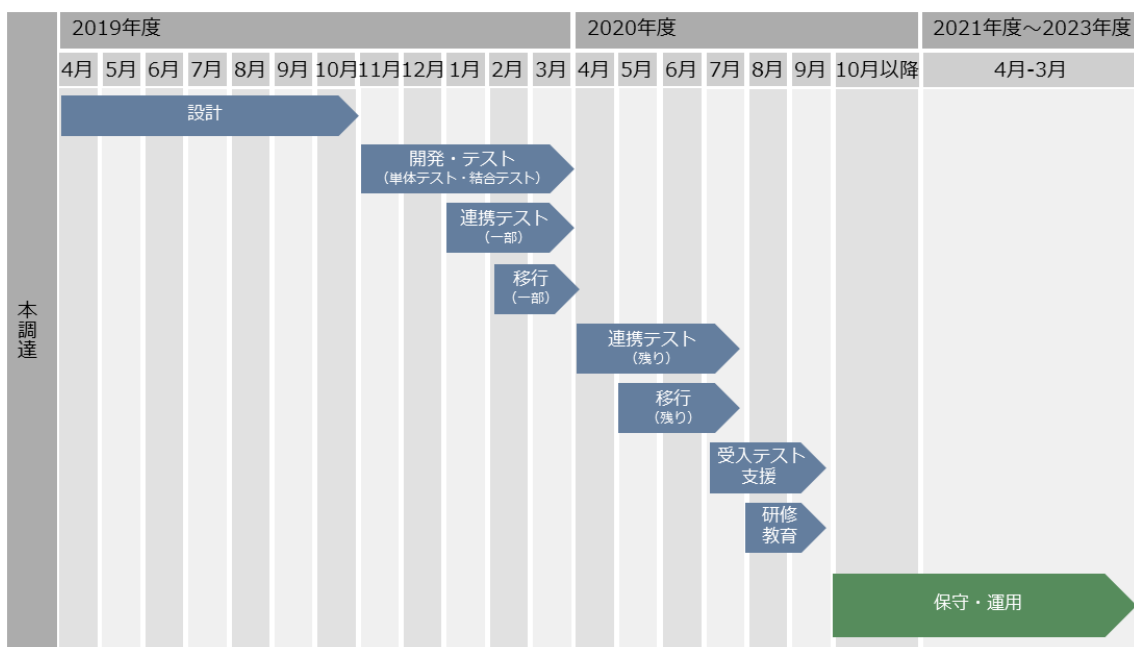 2019年度
2020年度
2021年度～2023年度
4月 5月 6月 7月 8月 9月 10月 11月 12月 1月 2月 3月 4月 5月 6月 7月 8月 9月 10月以降 4月-3月
本調達
設計
開発・テスト
（単体テスト・結合テスト）
連携テスト
（一部）
移行
（一部）
連携テスト
（残り）
移行
（残り）
受入テスト
支援
研修
教育
保守・運用